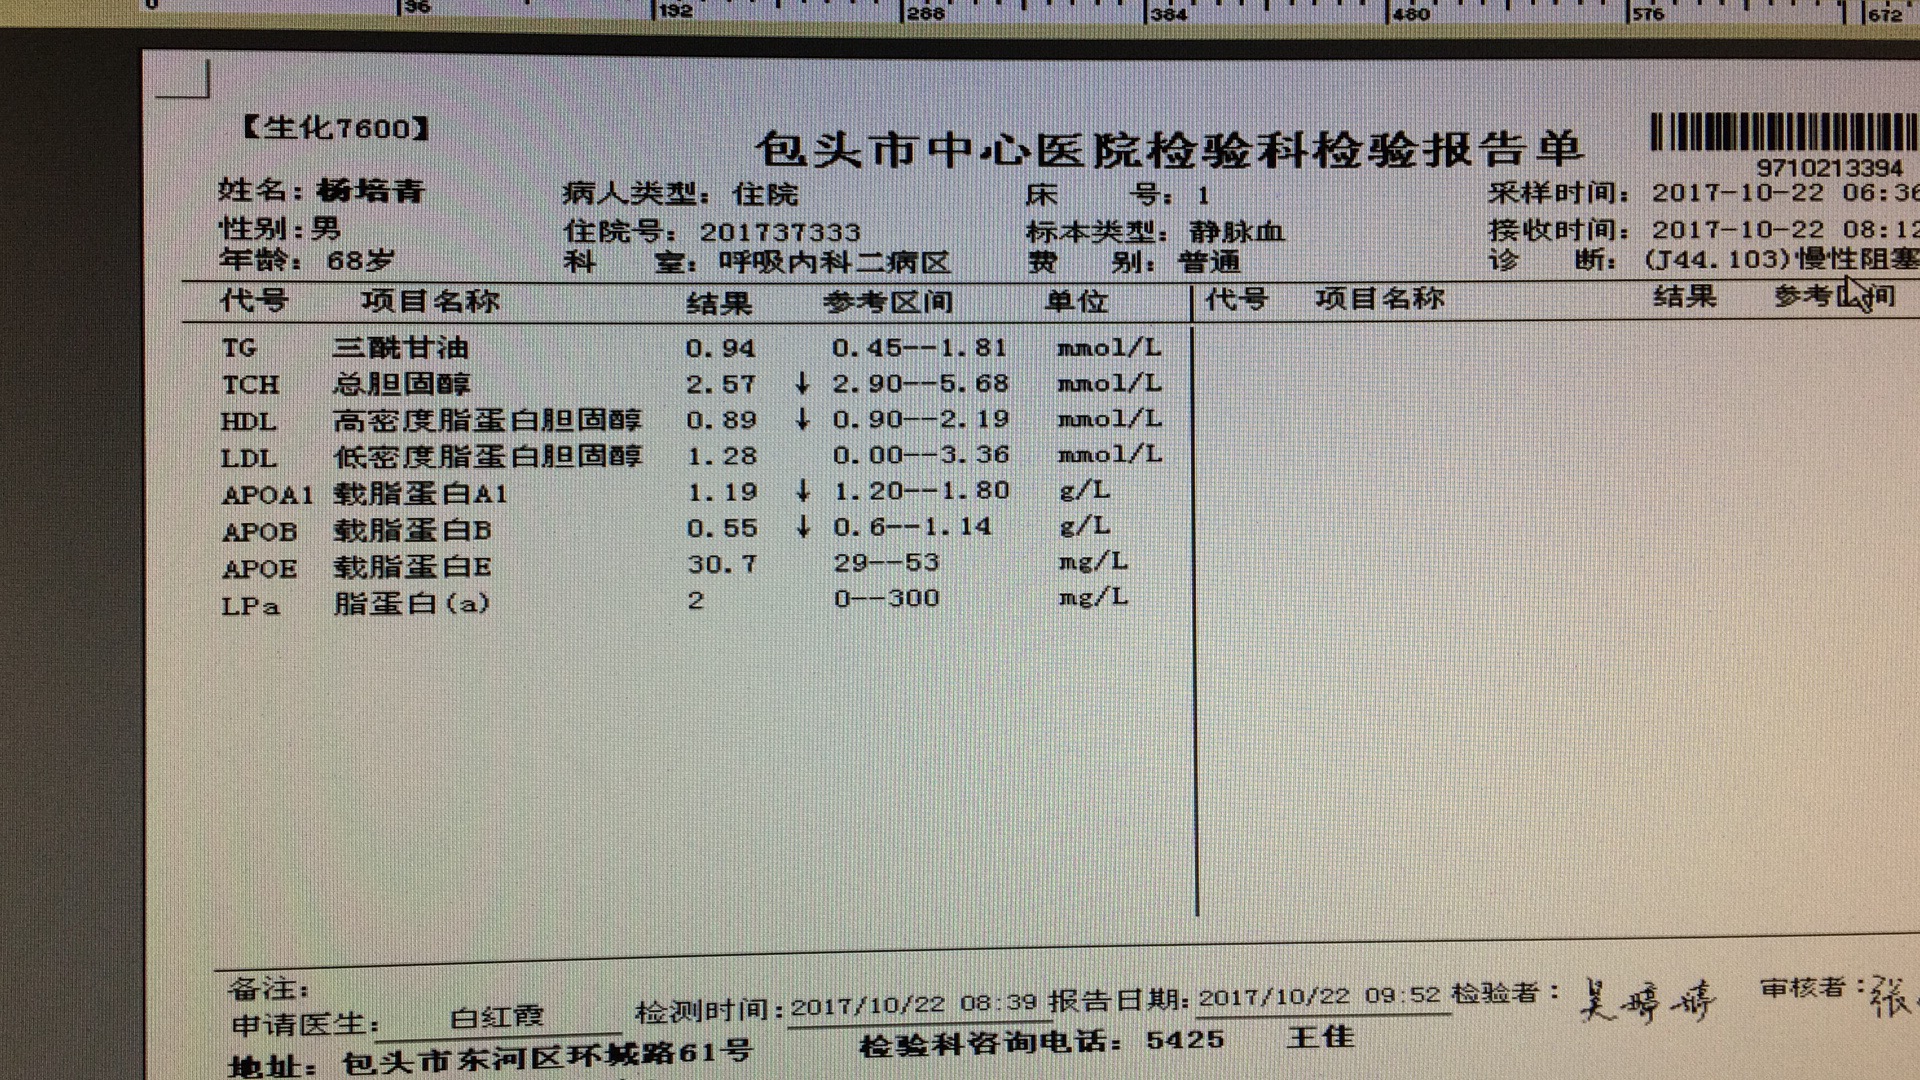 0 96 192 288 384 480 576 672
【生化7600】
包头市中心医院检验科检验报告单
9710213394
姓名：杨培青 病人类型：住院 床 号：1 采样时间：2017-10-22 06:36
性别：男 住院号：201737333 标本类型：静脉血 接收时间：2017-10-22 08:12
年龄：68岁 科 室：呼吸内科二病区 费 别：普通 诊 断：(J44.103)慢性阻塞
代号 项目名称 结果 参考区间 单位 代号 项目名称 结果 参考区间
TG 三酰甘油 0.94 0.45--1.81 mmol/L
TCH 总胆固醇 2.57 ↓ 2.90--5.68 mmol/L
HDL 高密度脂蛋白胆固醇 0.89 ↓ 0.90--2.19 mmol/L
LDL 低密度脂蛋白胆固醇 1.28 0.00--3.36 mmol/L
APOA1 载脂蛋白A1 1.19 ↓ 1.20--1.80 g/L
APOB 载脂蛋白B 0.55 ↓ 0.6--1.14 g/L
APOE 载脂蛋白E 30.7 29--53 mg/L
LPa 脂蛋白(a) 2 0--300 mg/L
备注：
申请医生： 白红霞 检测时间：2017/10/22 08:39 报告日期：2017/10/22 09:52 检验者：吴婷婷 审核者：张
地址：包头市东河区环城路61号 检验科咨询电话：5425 王佳